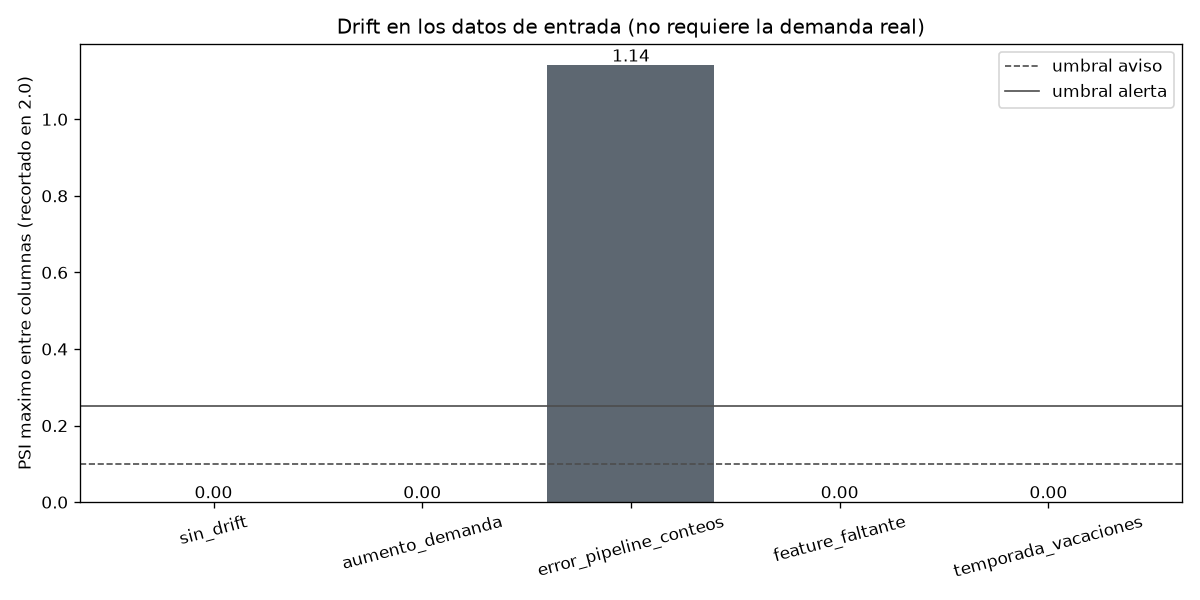 Drift en los datos de entrada (no requiere la demanda real)
PSI maximo entre columnas (recortado en 2.0)
1.0
0.8
0.6
0.4
0.2
0.0
umbral aviso
umbral alerta
0.00
0.00
1.14
0.00
0.00
sin_drift
aumento_demanda
error_pipeline_conteos
feature_faltante
temporada_vacaciones